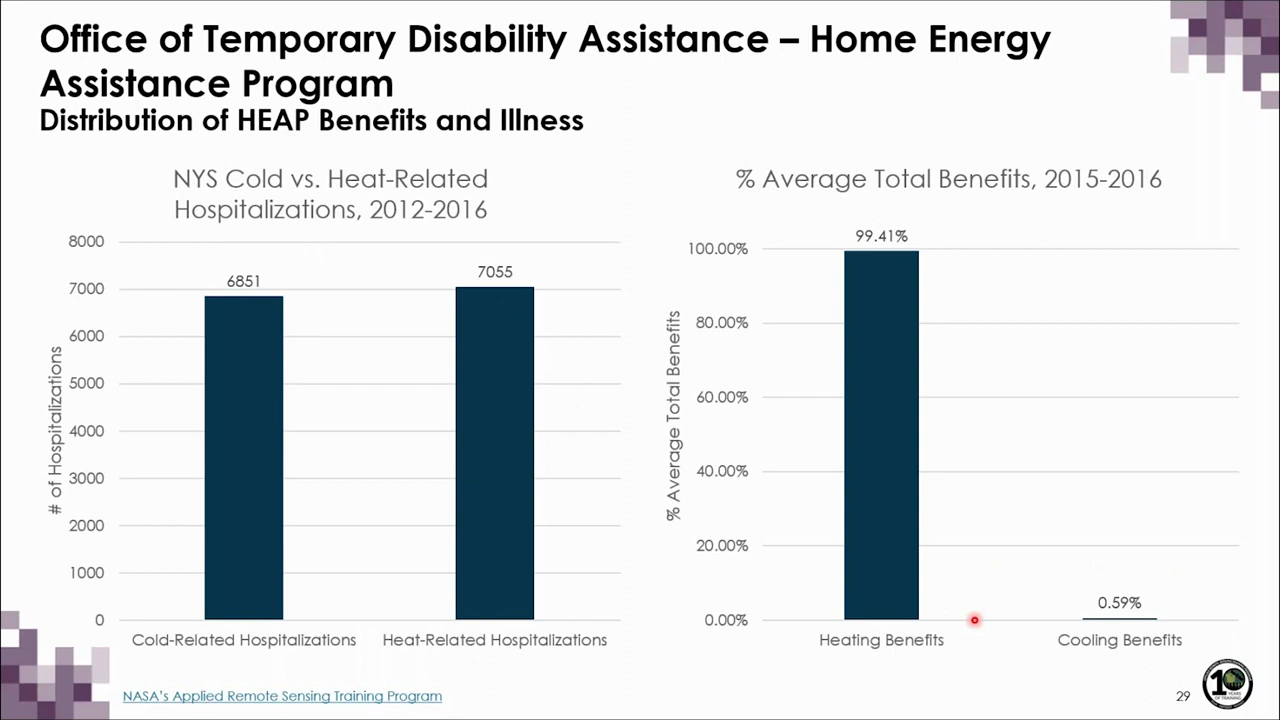 Office of Temporary Disability Assistance – Home Energy
Assistance Program
Distribution of HEAP Benefits and Illness
NYS Cold vs. Heat-Related
Hospitalizations, 2012-2016
# of Hospitalizations
8000
7000
6000
5000
4000
3000
2000
1000
0
6851
7055
Cold-Related Hospitalizations
Heat-Related Hospitalizations
% Average Total Benefits, 2015-2016
% Average Total Benefits
100.00%
80.00%
60.00%
40.00%
20.00%
0.00%
99.41%
0.59%
Heating Benefits
Cooling Benefits
NASA's Applied Remote Sensing Training Program
29
10
YEARS
OF TRAINING